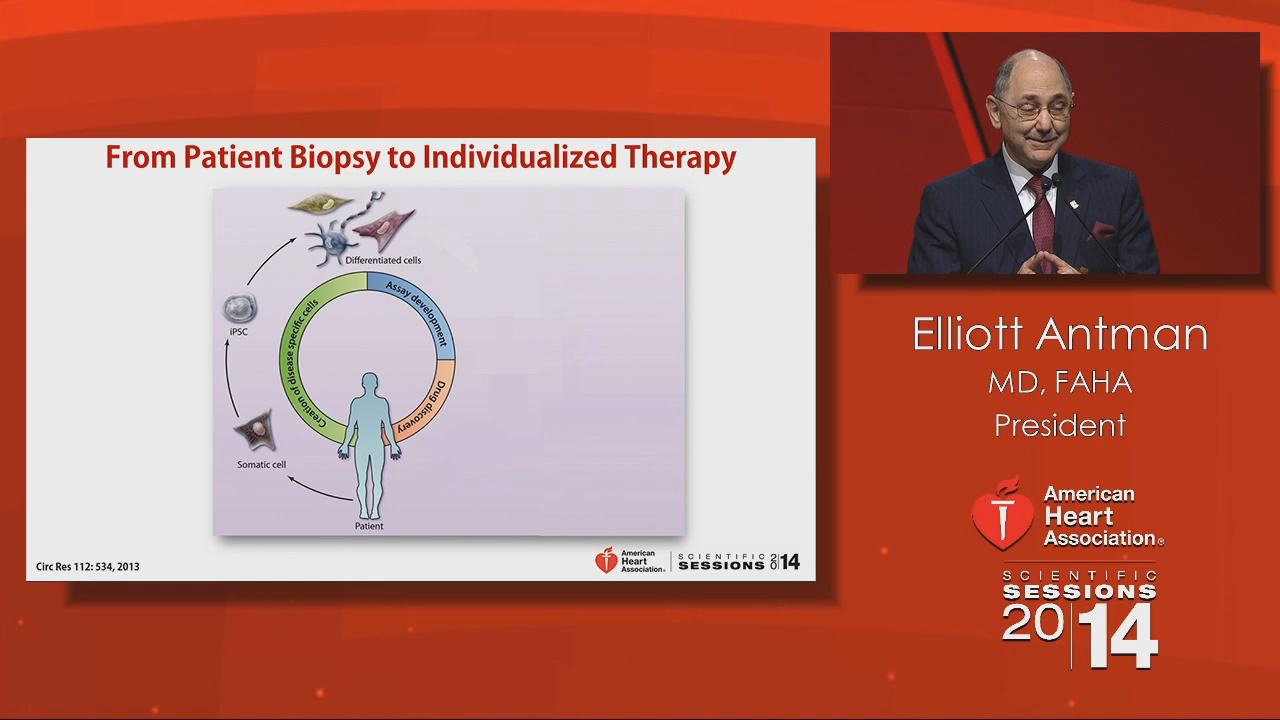 From Patient Biopsy to Individualized Therapy
Differentiated cells
Assay development
Creation of disease specific cells
iPSC
Drug discovery
Somatic cell
Patient
Circ Res 112: 534, 2013
American
Heart
Association®
SCIENTIFIC
SESSIONS 2014
Elliott Antman
MD, FAHA
President
American
Heart
Association®
SCIENTIFIC
SESSIONS
20|14